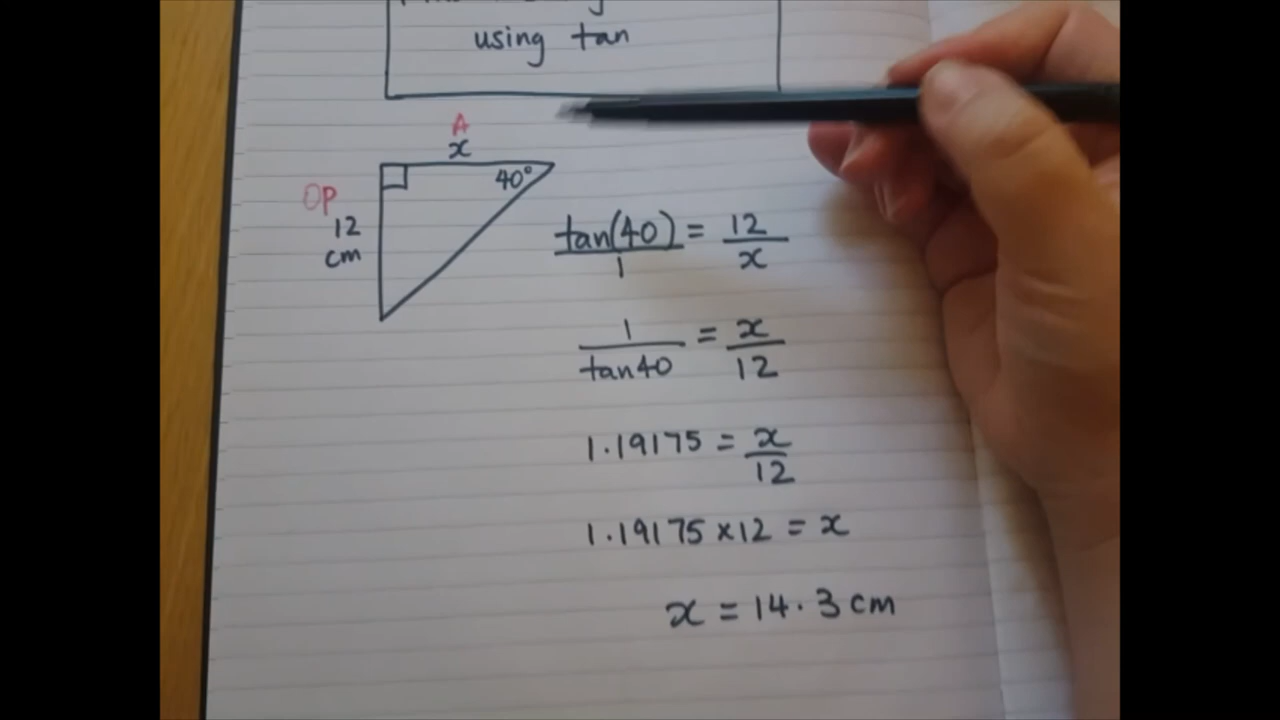 using tan
A
x
40°
Op
12
cm
tan(40) = 12
1 x
1 = x
tan40 12
1.19175 = x
12
1.19175 × 12 = x
x = 14.3 cm